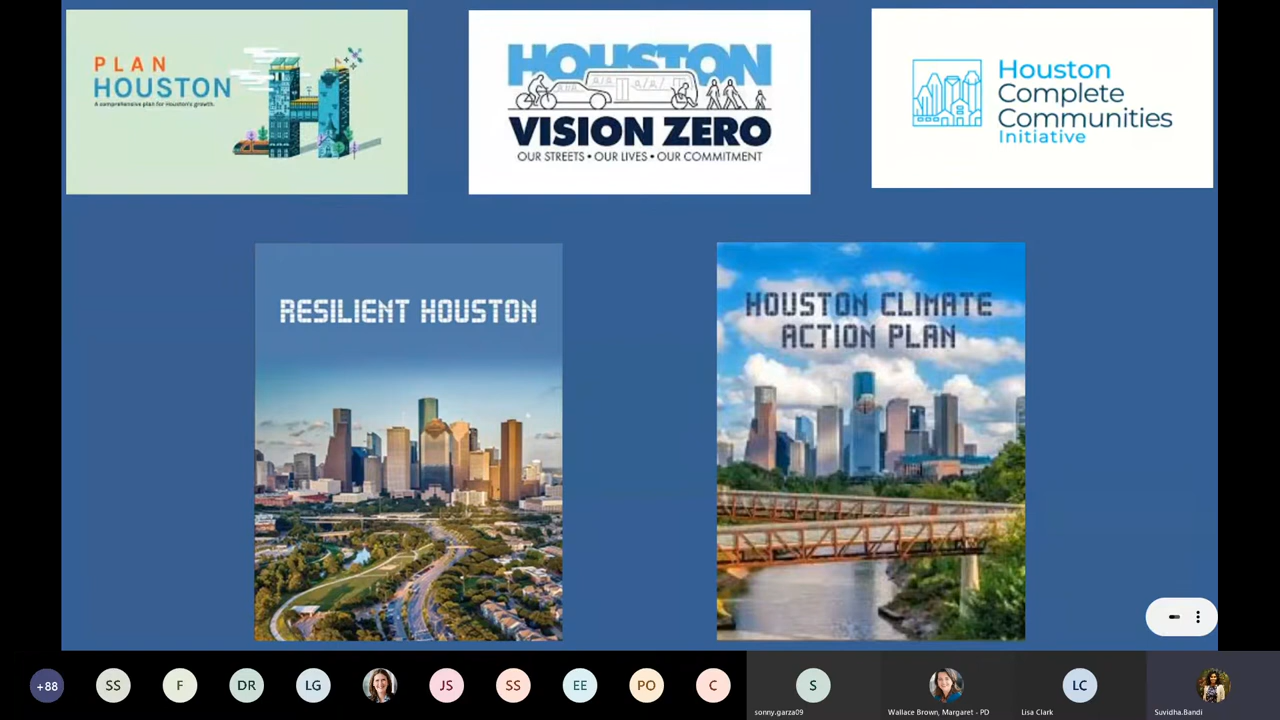 PLAN
HOUSTON
A comprehensive plan for Houston's growth.
HOUSTON
VISION ZERO
OUR STREETS • OUR LIVES • OUR COMMITMENT
Houston
Complete
Communities
Initiative
RESILIENT HOUSTON
HOUSTON CLIMATE
ACTION PLAN
+88
SS
F
DR
LG
JS
SS
EE
PO
C
S
LC
sonny.garza09
Wallace Brown, Margaret - PD
Lisa Clark
Suvidha.Bandi